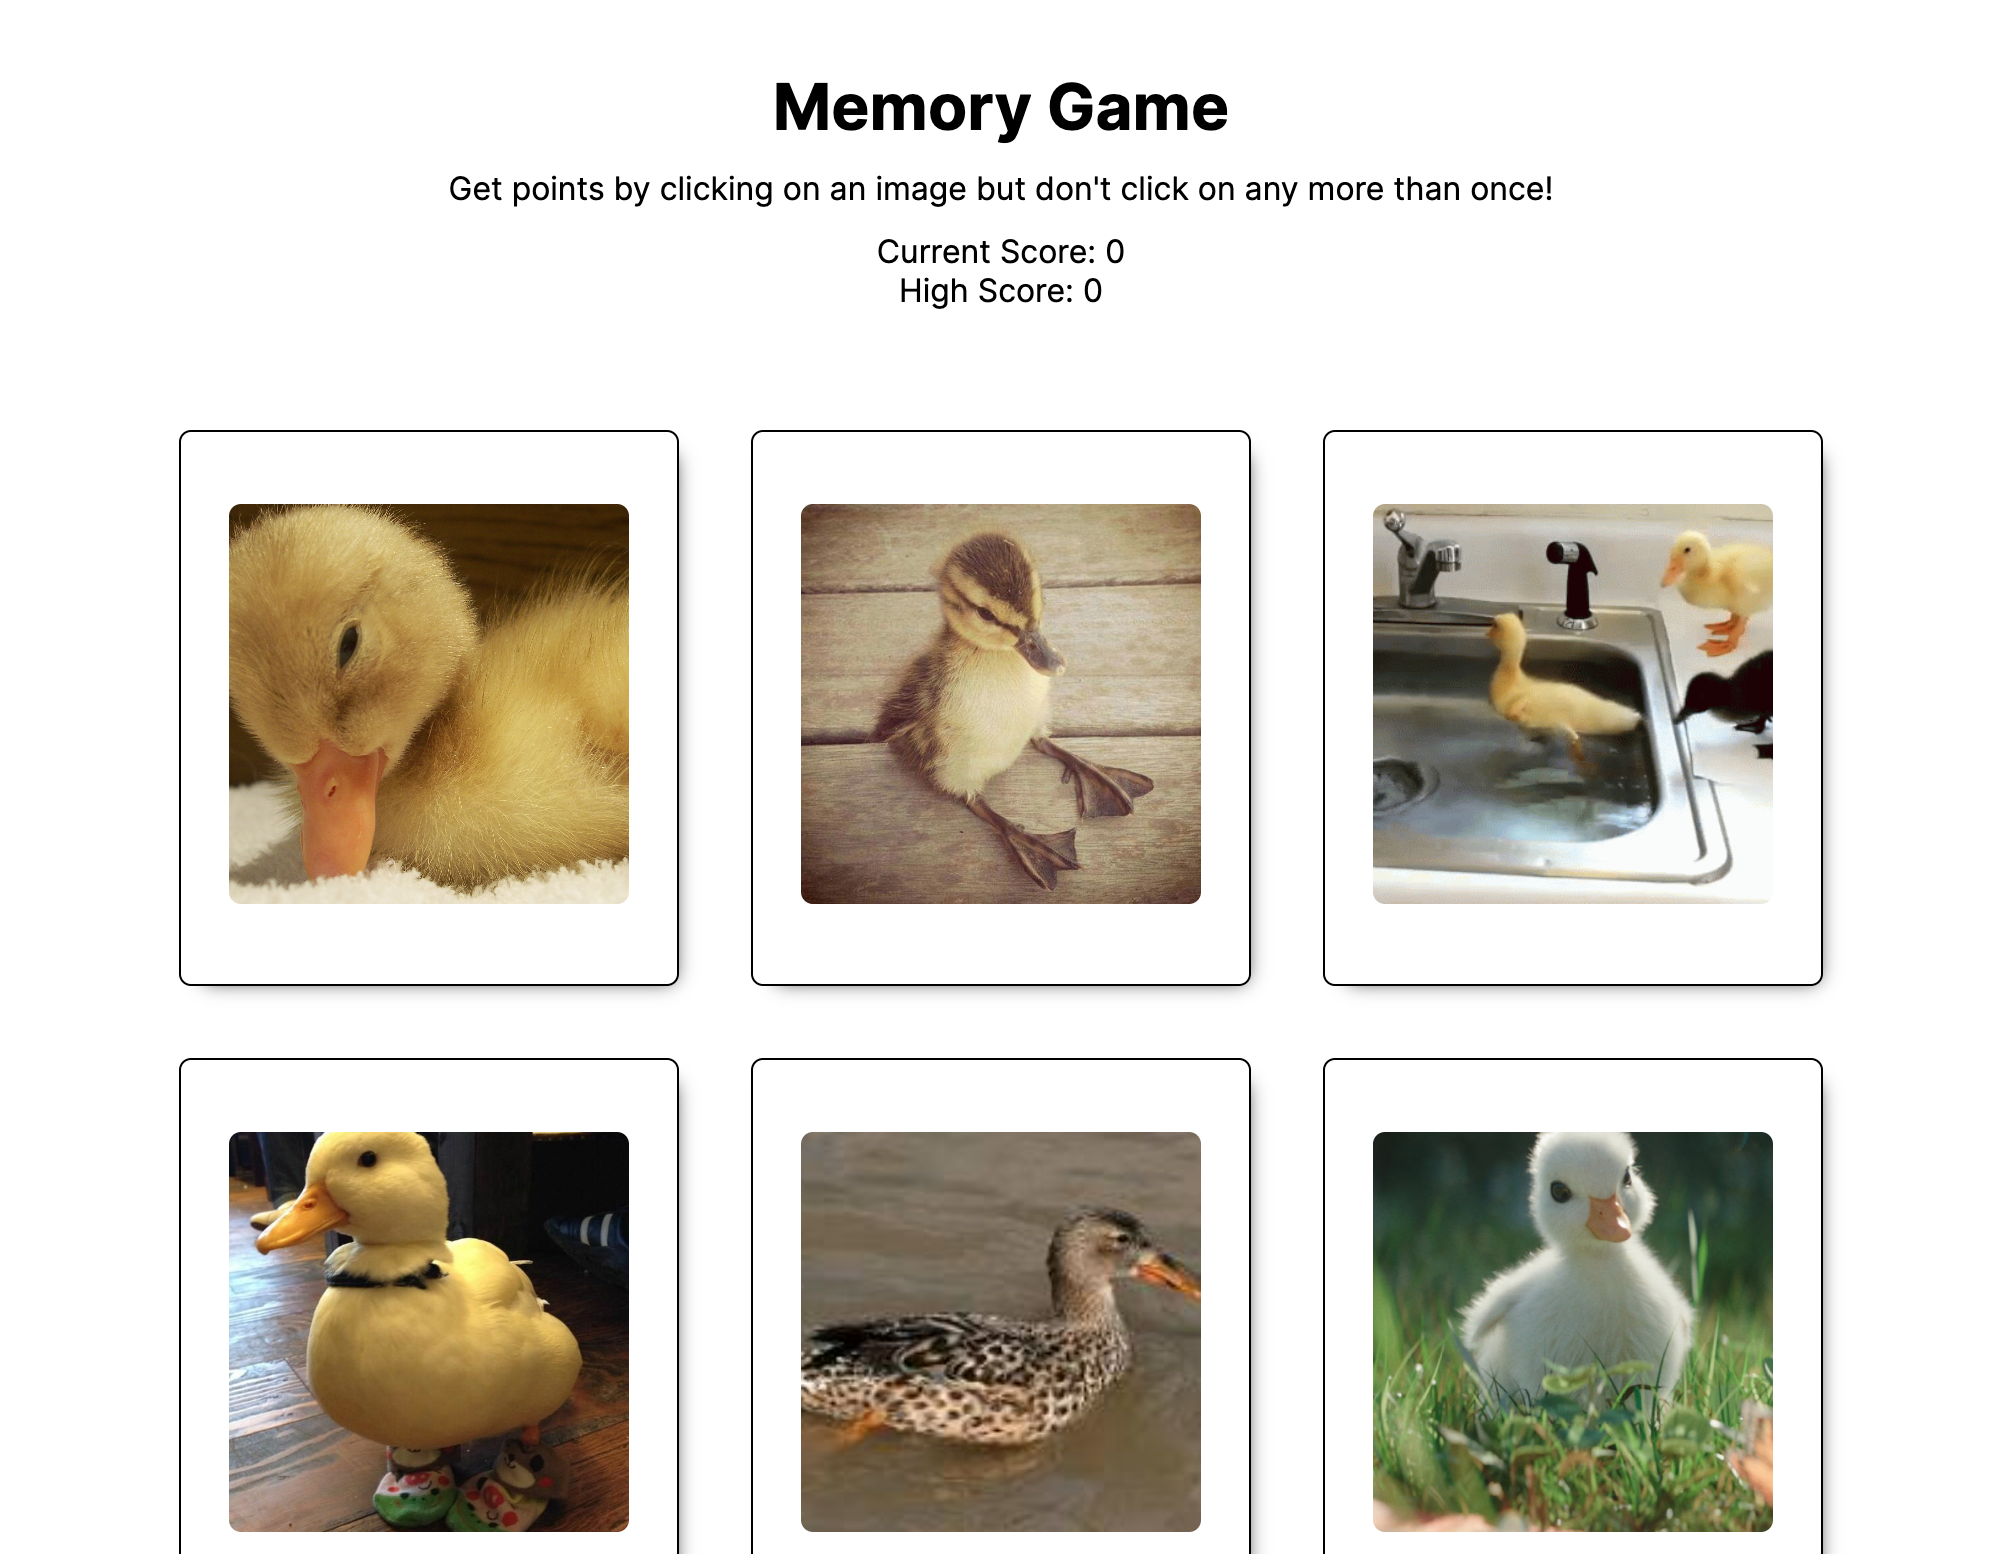 Memory Game
Get points by clicking on an image but don't click on any more than once!
Current Score: 0
High Score: 0